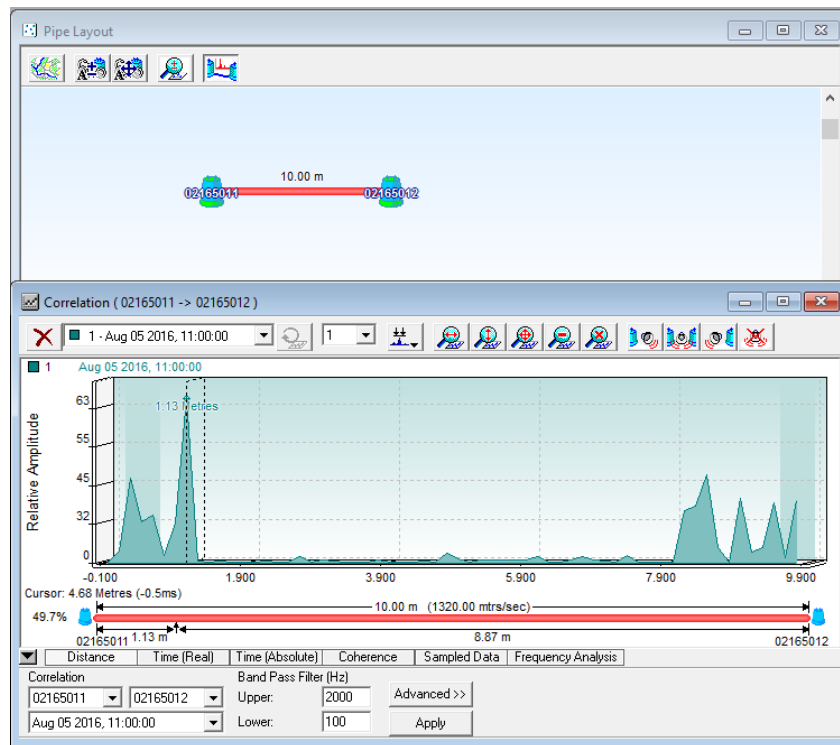 Pipe Layout
10.00 m
02165011
02165012
Correlation ( 02165011 -> 02165012 )
1 - Aug 05 2016, 11:00:00
1
1 Aug 05 2016, 11:00:00
1.13 Metres
Relative Amplitude
63
55
45
32
0
-0.100 1.900 3.900 5.900 7.900 9.900
Cursor: 4.68 Metres (-0.5ms)
10.00 m (1320.00 mtrs/sec)
49.7%
02165011 1.13 m 8.87 m 02165012
Distance Time (Real) Time (Absolute) Coherence Sampled Data Frequency Analysis
Correlation Band Pass Filter (Hz)
02165011 02165012 Upper: 2000 Advanced >>
Aug 05 2016, 11:00:00 Lower: 100 Apply